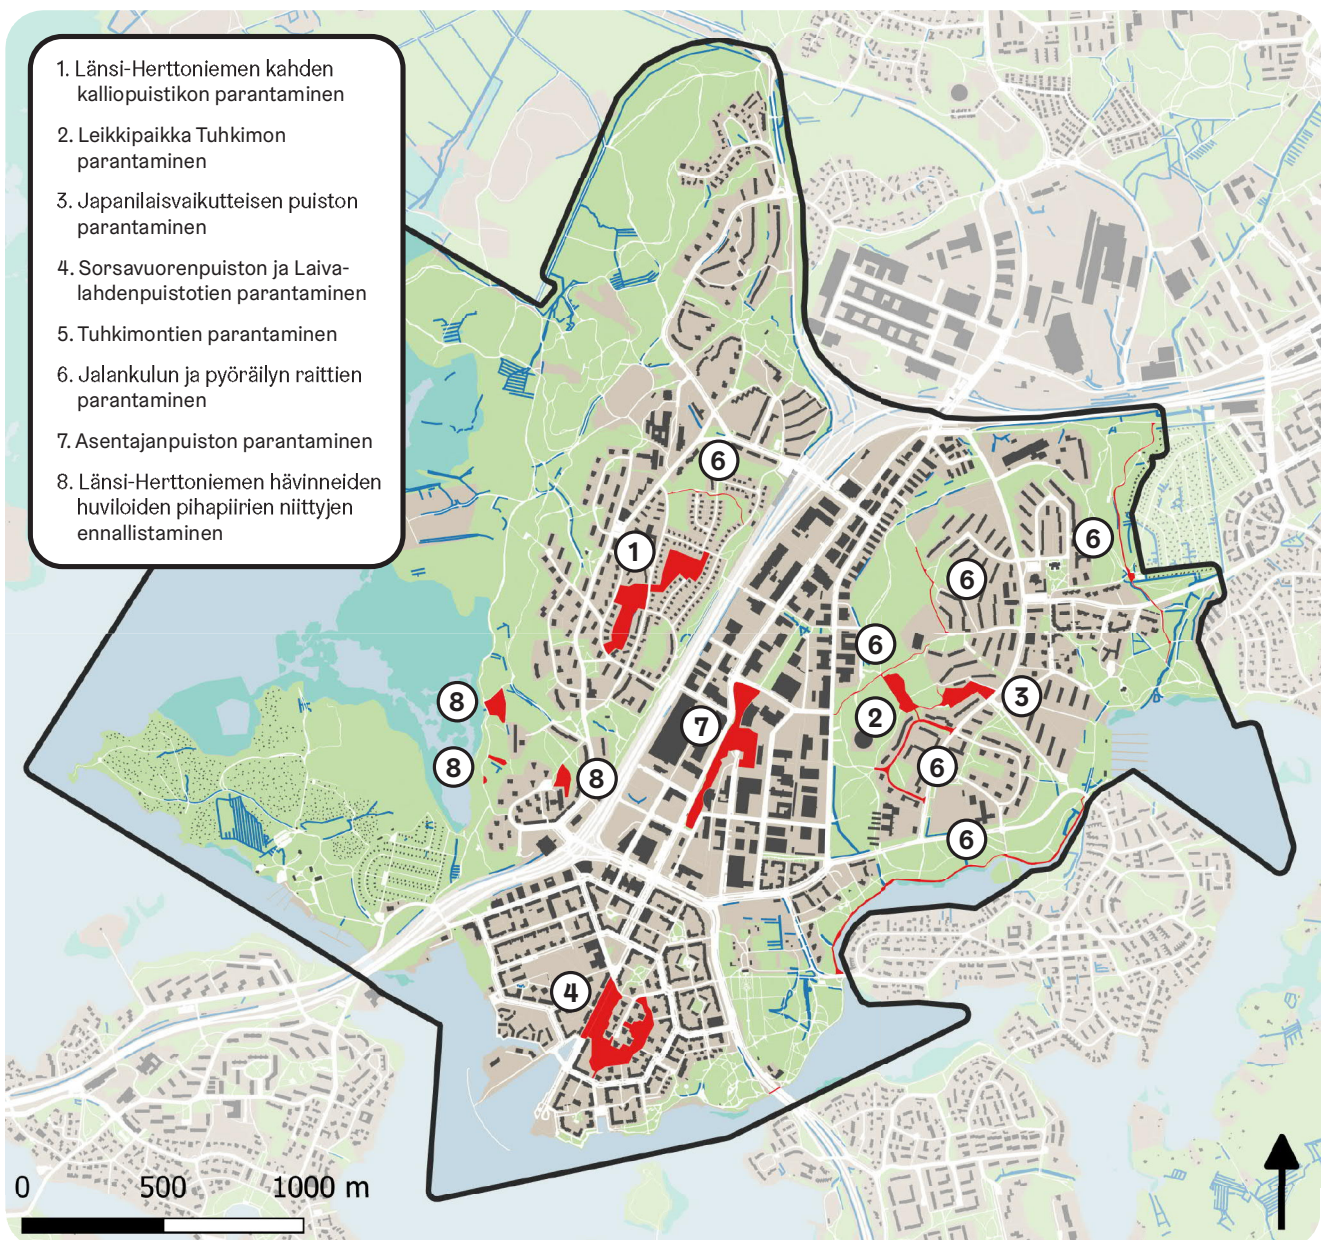 1. Länsi-Herttoniemen kahden
kalliopuistikon parantaminen
2. Leikkipaikka Tuhkimon
parantaminen
3. Japanilaisvaikutteisen puiston
parantaminen
4. Sorsavuorenpuiston ja Laiva-
lahdenpuistotien parantaminen
5. Tuhkimontien parantaminen
6. Jalankulun ja pyöräilyn raittien
parantaminen
7. Asentajanpuiston parantaminen
8. Länsi-Herttoniemen hävinneiden
huviloiden pihapiirien niittyjen
ennallistaminen
6
1
6
6
6
8
3
2
7
8
8
6
6
4
0 500 1000 m